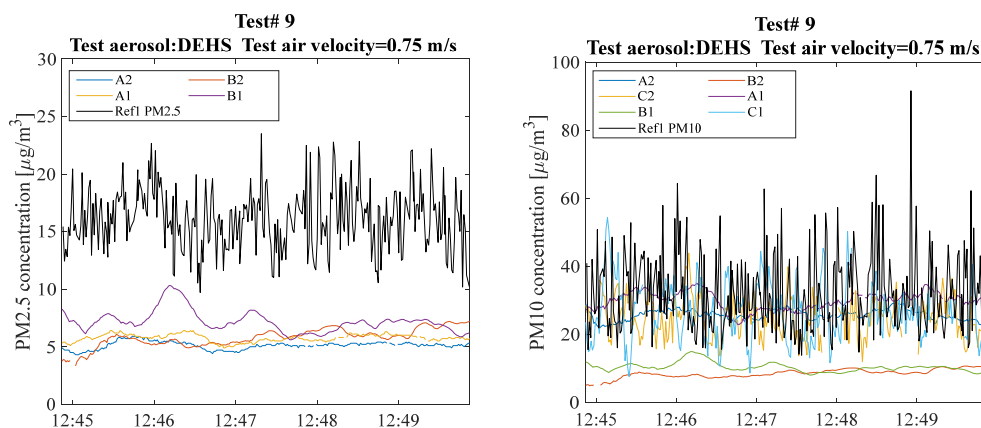 Test# 9
Test aerosol:DEHS Test air velocity=0.75 m/s
PM2.5 concentration [μg/m³]
30
25
20
15
10
5
0
A2 B2
A1 B1
Ref1 PM2.5
12:45 12:46 12:47 12:48 12:49
Test# 9
Test aerosol:DEHS Test air velocity=0.75 m/s
PM10 concentration [μg/m³]
100
80
60
40
20
0
A2 B2
C2 A1
B1 C1
Ref1 PM10
12:45 12:46 12:47 12:48 12:49